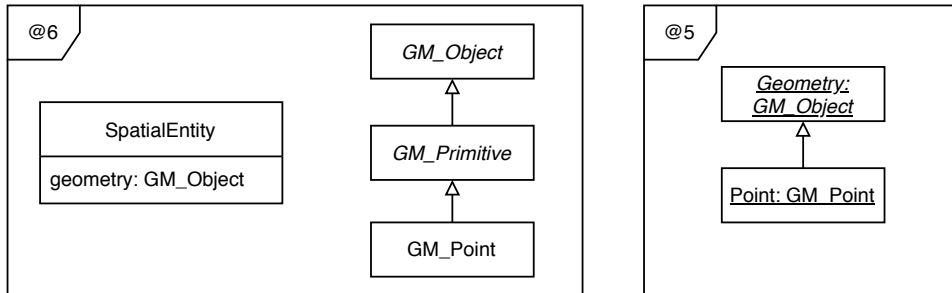 @6
GM_Object
SpatialEntity
geometry: GM_Object
GM_Primitive
GM_Point
@5
Geometry:
GM_Object
Point: GM_Point